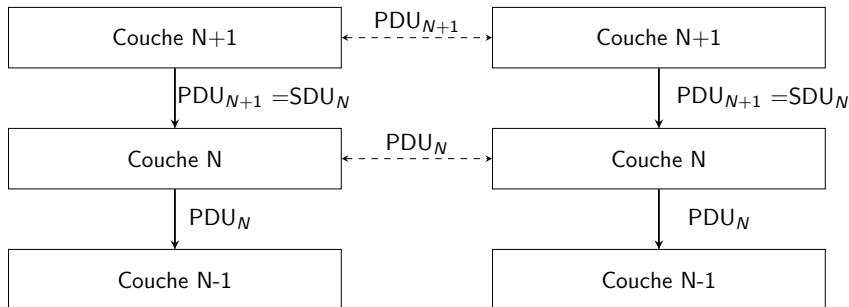 PDU_{N+1}
Couche N+1
Couche N+1
PDU_{N+1} =SDU_N
PDU_{N+1} =SDU_N
PDU_N
Couche N
Couche N
PDU_N
PDU_N
Couche N-1
Couche N-1